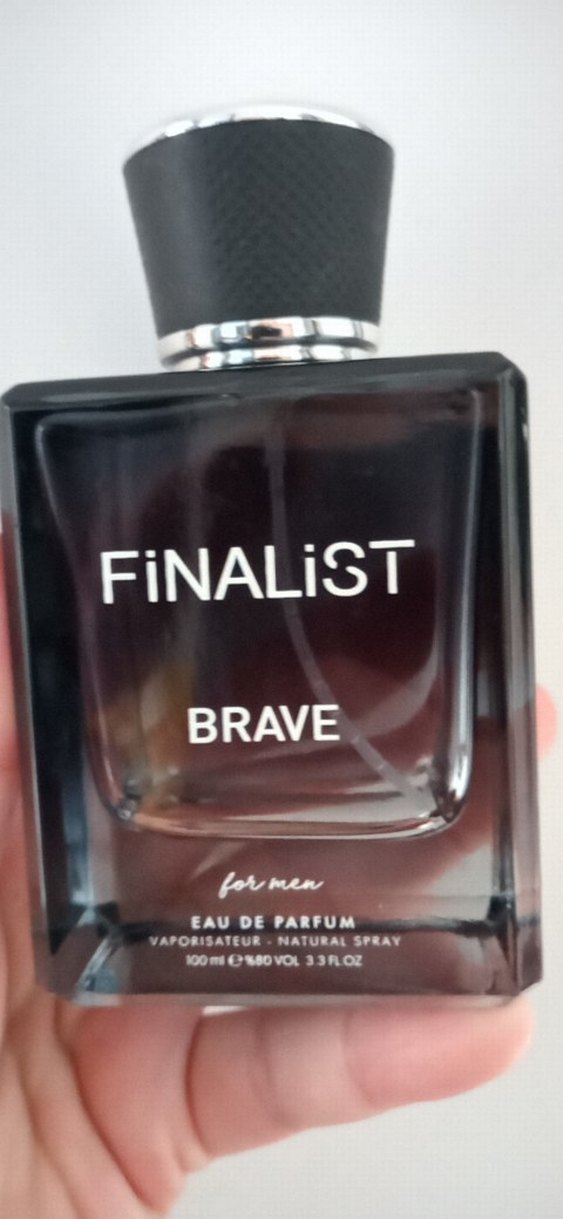 FiNALiST
BRAVE
for men
EAU DE PARFUM
VAPORISATEUR - NATURAL SPRAY
100 ml ℮ %80 VOL 3.3 FL OZ